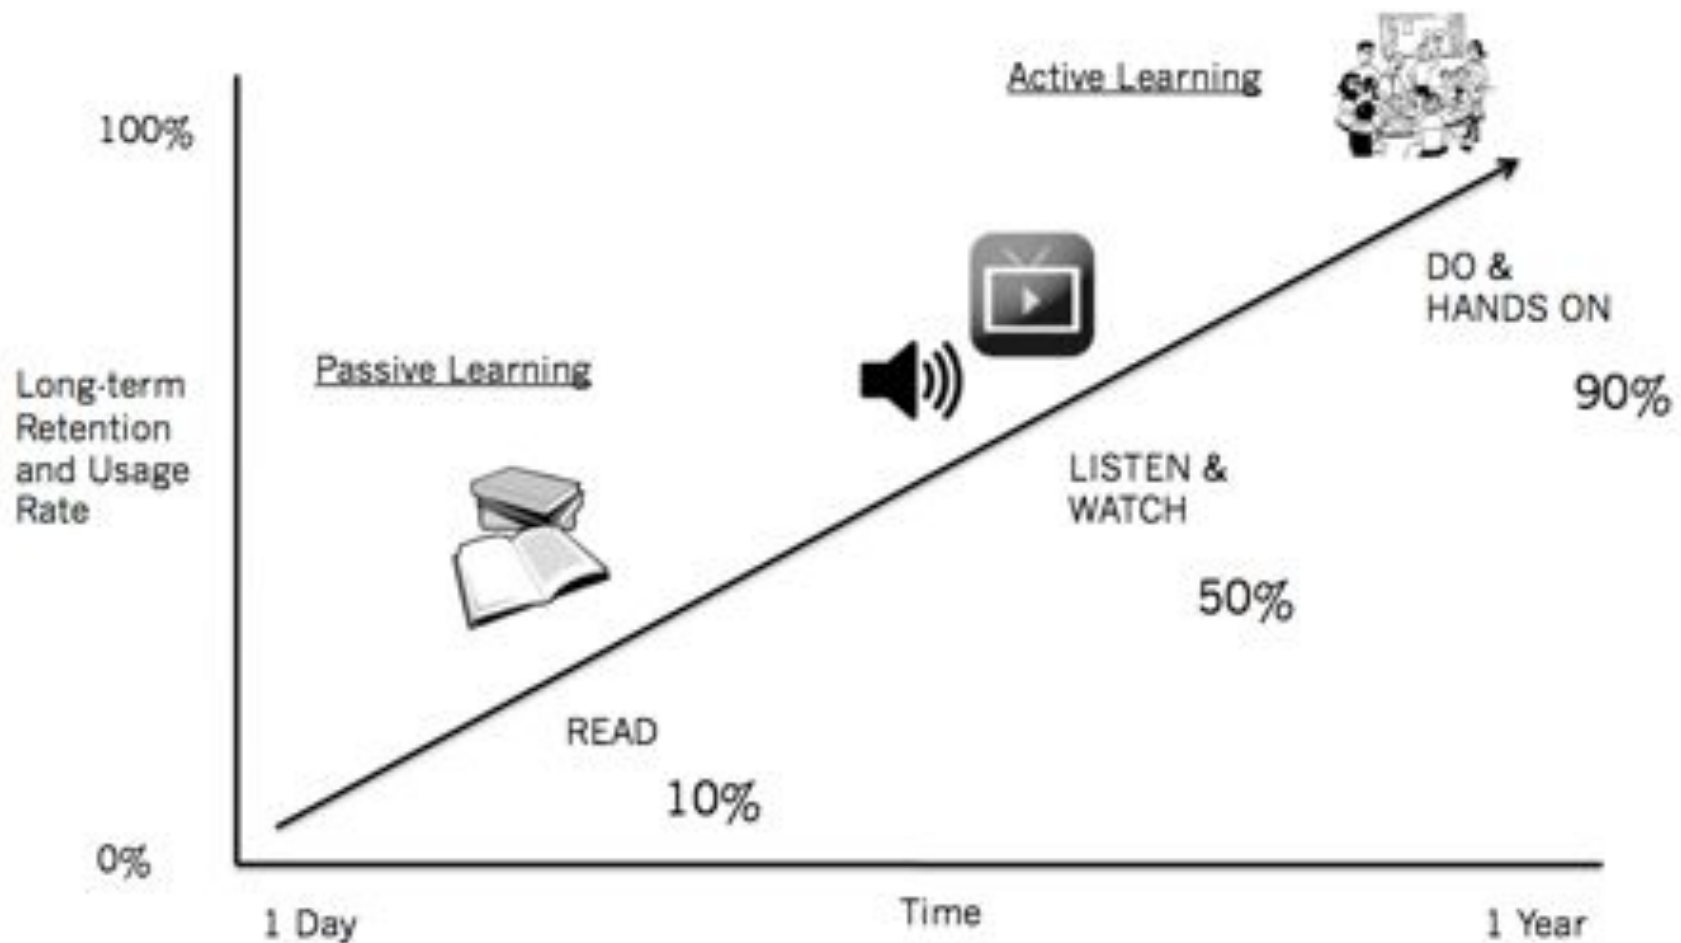 Active Learning
100%
DO &
HANDS ON
Passive Learning
90%
Long-term
Retention
and Usage
Rate
LISTEN &
WATCH
50%
READ
10%
0%
1 Day
Time
1 Year